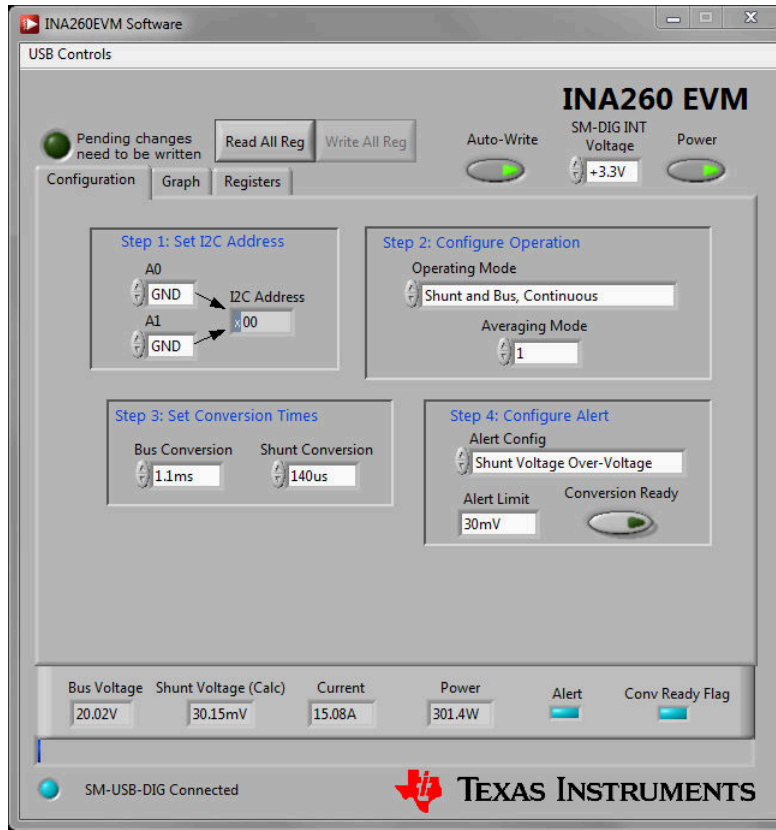 INA260EVM Software
USB Controls
INA260 EVM
Pending changes
need to be written
Read All Reg
Write All Reg
Auto-Write
SM-DIG INT
Voltage
+3.3V
Power
Configuration
Graph
Registers
Step 1: Set I2C Address
A0
GND
A1
GND
I2C Address
x 00
Step 2: Configure Operation
Operating Mode
Shunt and Bus, Continuous
Averaging Mode
1
Step 3: Set Conversion Times
Bus Conversion
1.1ms
Shunt Conversion
140us
Step 4: Configure Alert
Alert Config
Shunt Voltage Over-Voltage
Alert Limit
30mV
Conversion Ready
Bus Voltage
20.02V
Shunt Voltage (Calc)
30.15mV
Current
15.08A
Power
301.4W
Alert
Conv Ready Flag
SM-USB-DIG Connected
TEXAS INSTRUMENTS